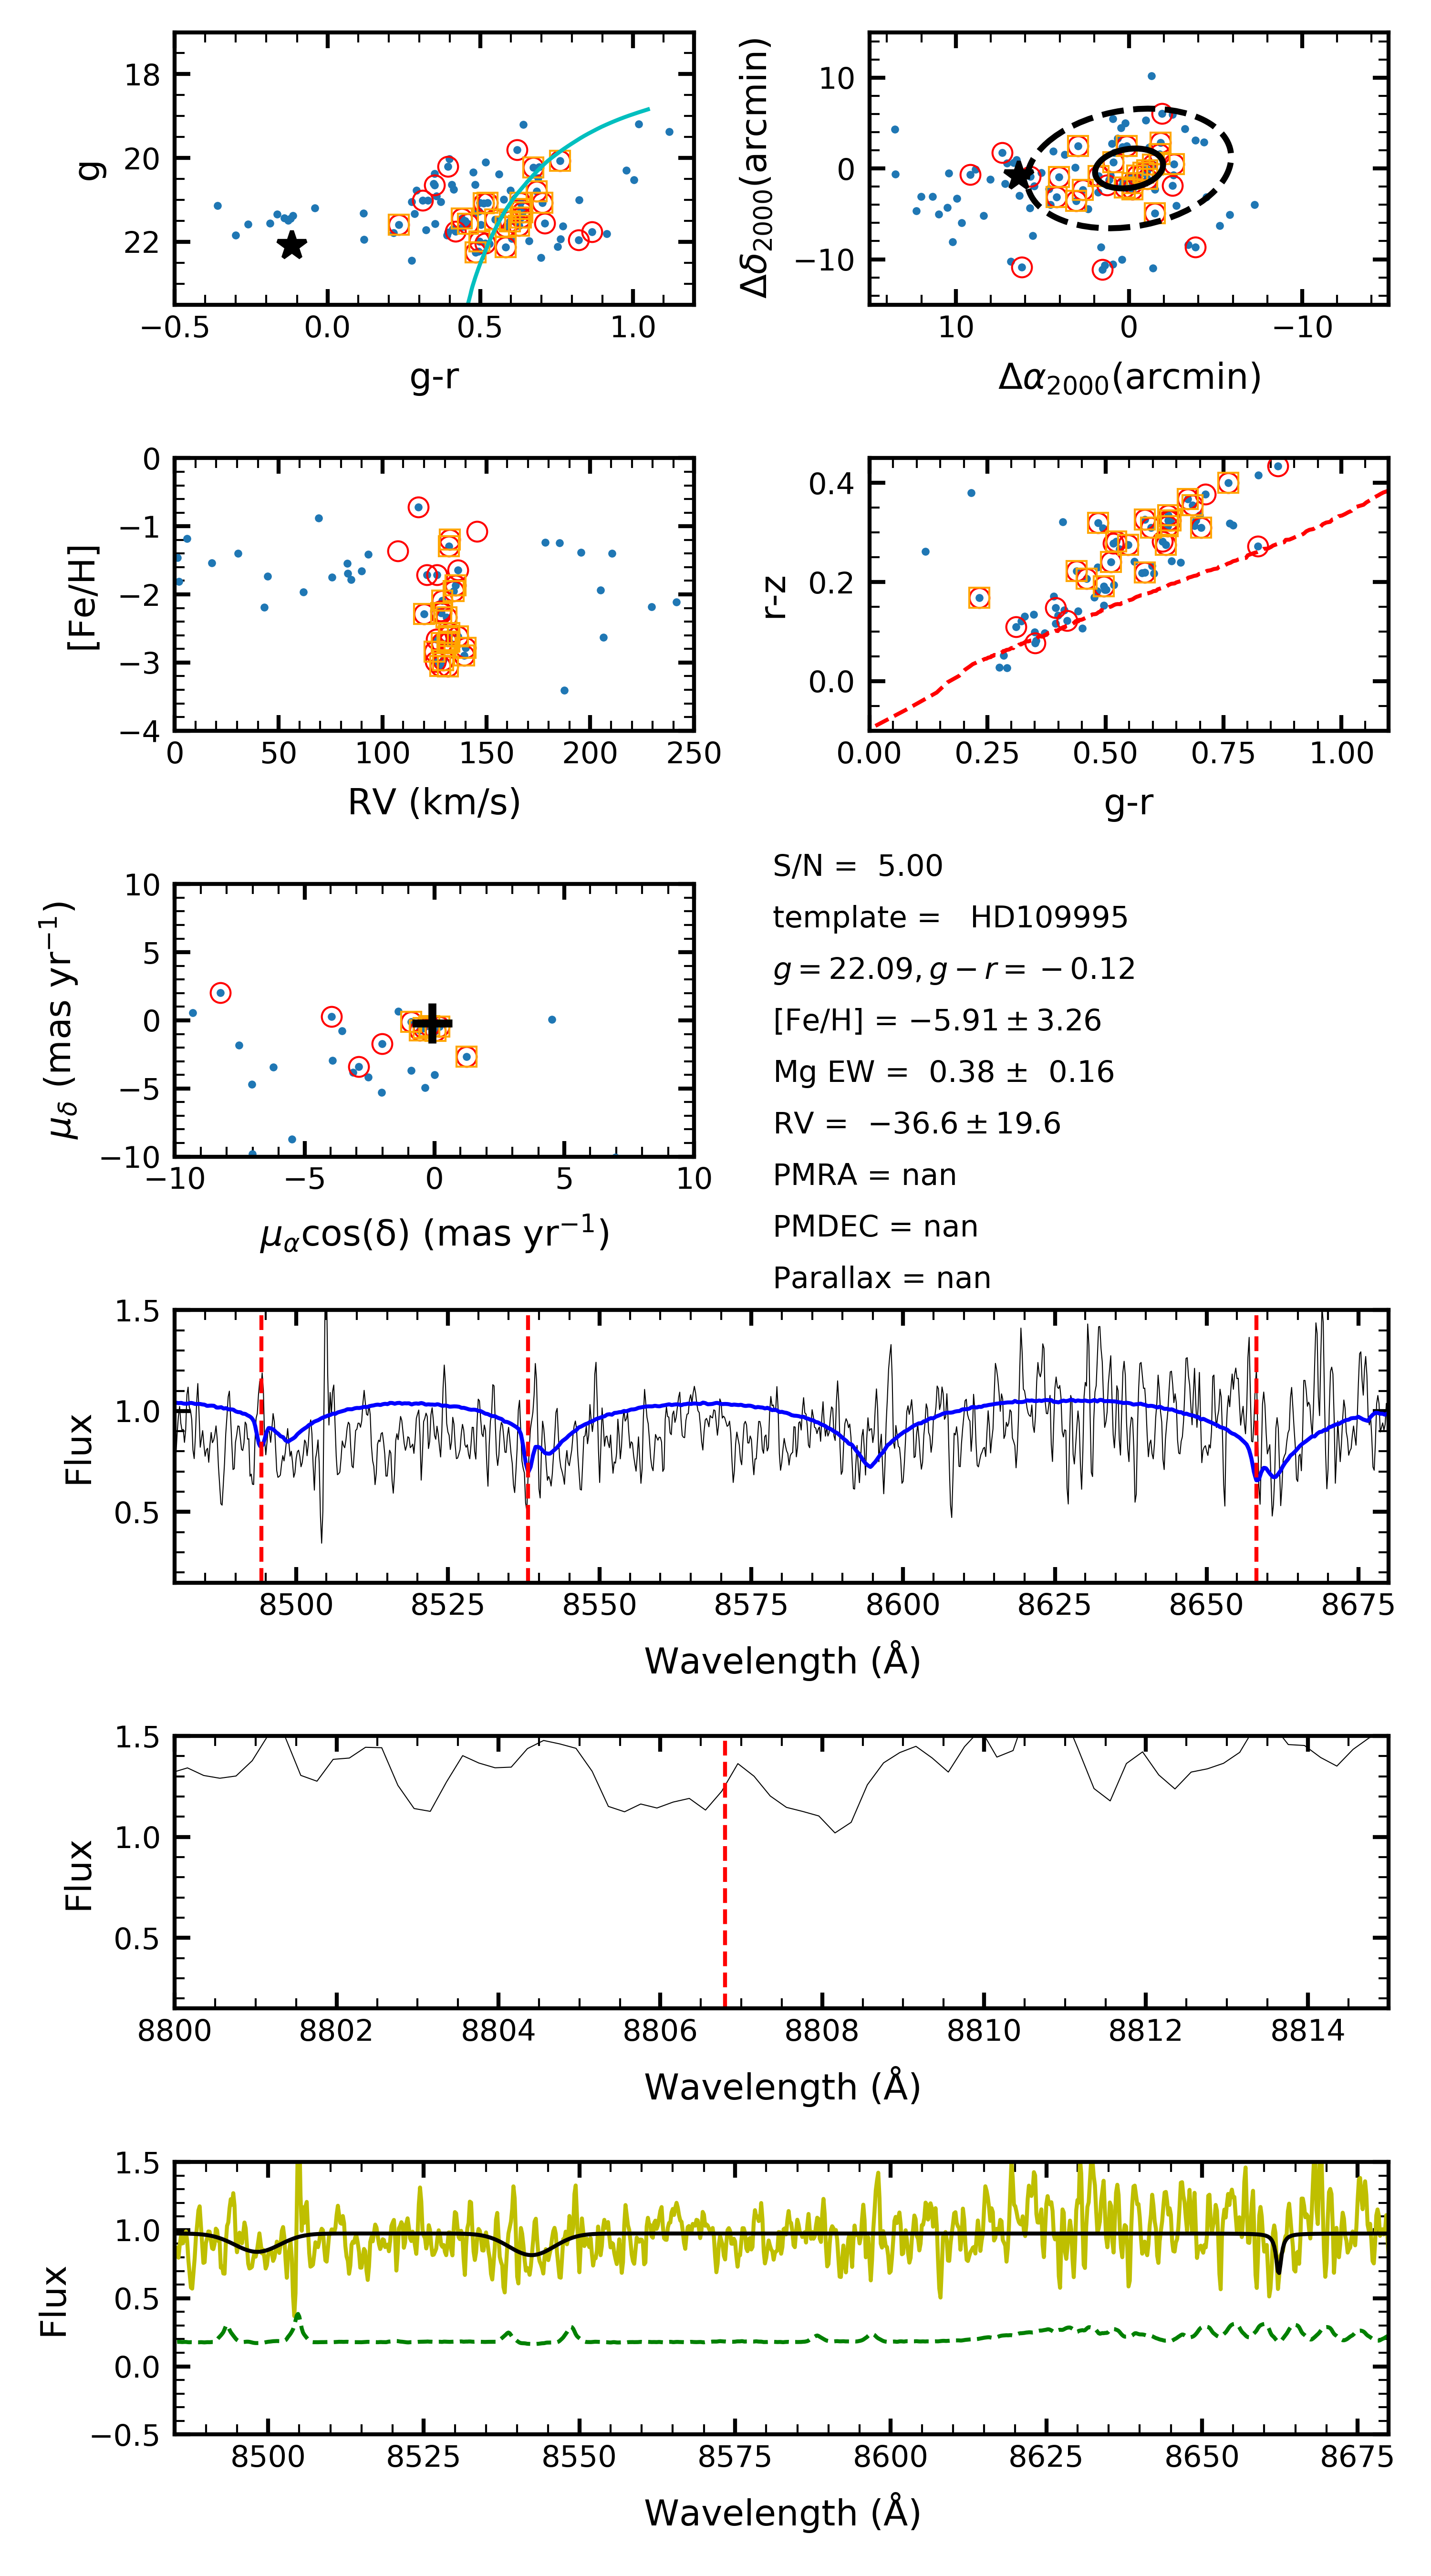 18
20
22
g
−0.5 0.0 0.5 1.0
g-r
10
0
−10
Δδ2000(arcmin)
10 0 −10
Δα2000(arcmin)
0
−1
−2
−3
−4
[Fe/H]
0 50 100 150 200 250
RV (km/s)
0.4
0.2
0.0
r-z
0.00 0.25 0.50 0.75 1.00
g-r
10
5
0
−5
−10
μδ (mas yr−1)
−10 −5 0 5 10
μαcos(δ) (mas yr−1)
S/N = 5.00
template = HD109995
g = 22.09, g − r = −0.12
[Fe/H] = −5.91 ± 3.26
Mg EW = 0.38 ± 0.16
RV = −36.6 ± 19.6
PMRA = nan
PMDEC = nan
Parallax = nan
1.5
1.0
0.5
Flux
8500 8525 8550 8575 8600 8625 8650 8675
Wavelength (Å)
1.5
1.0
0.5
Flux
8800 8802 8804 8806 8808 8810 8812 8814
Wavelength (Å)
1.5
1.0
0.5
0.0
−0.5
Flux
8500 8525 8550 8575 8600 8625 8650 8675
Wavelength (Å)